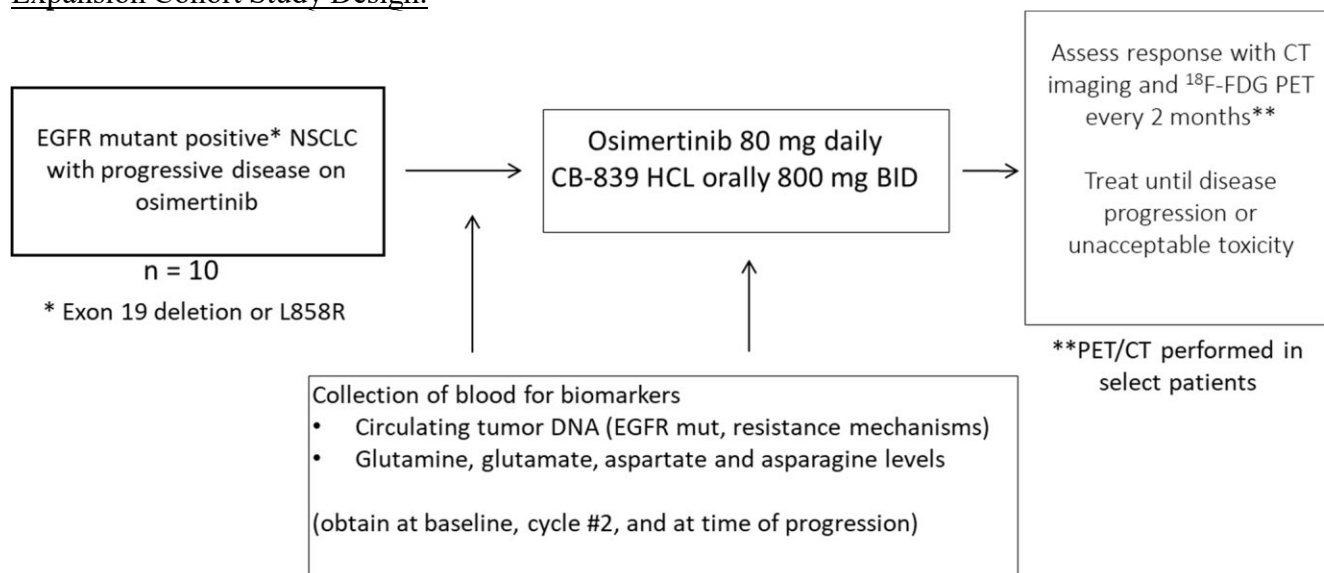 Expansion Cohort Study Design:
EGFR mutant positive* NSCLC
with progressive disease on
osimertinib
n = 10
* Exon 19 deletion or L858R
Osimertinib 80 mg daily
CB-839 HCL orally 800 mg BID
Assess response with CT
imaging and ¹⁸F-FDG PET
every 2 months**
Treat until disease
progression or
unacceptable toxicity
**PET/CT performed in
select patients
Collection of blood for biomarkers
• Circulating tumor DNA (EGFR mut, resistance mechanisms)
• Glutamine, glutamate, aspartate and asparagine levels
(obtain at baseline, cycle #2, and at time of progression)